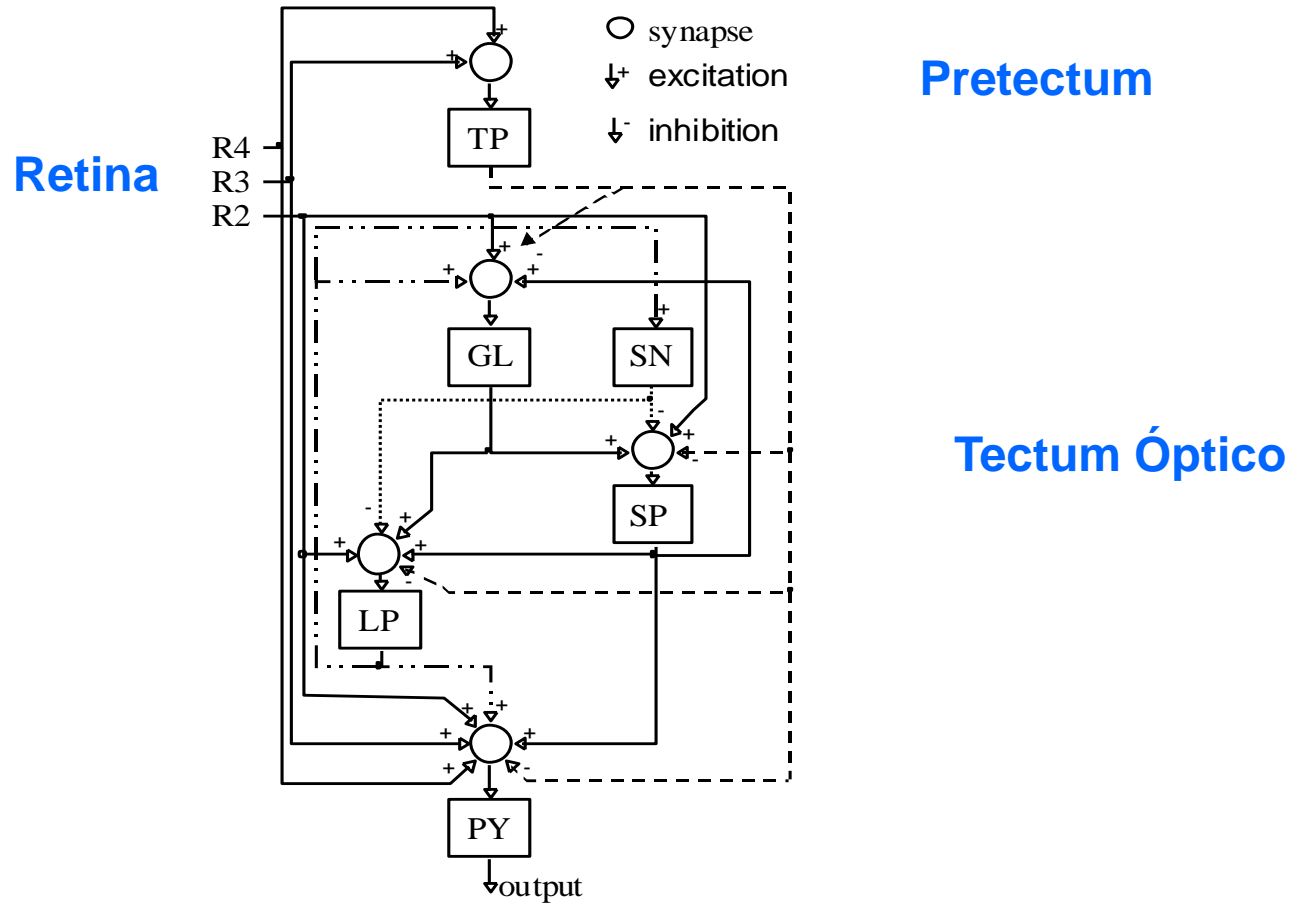 synapse
+ excitation
- inhibition
Pretectum
Retina
R4
R3
R2
+
+
TP
+
-
+
+
+
GL
SN
-
+
+
-
SP
Tectum Óptico
-
+
+
+
-
LP
+
+
+
+
+
-
PY
output